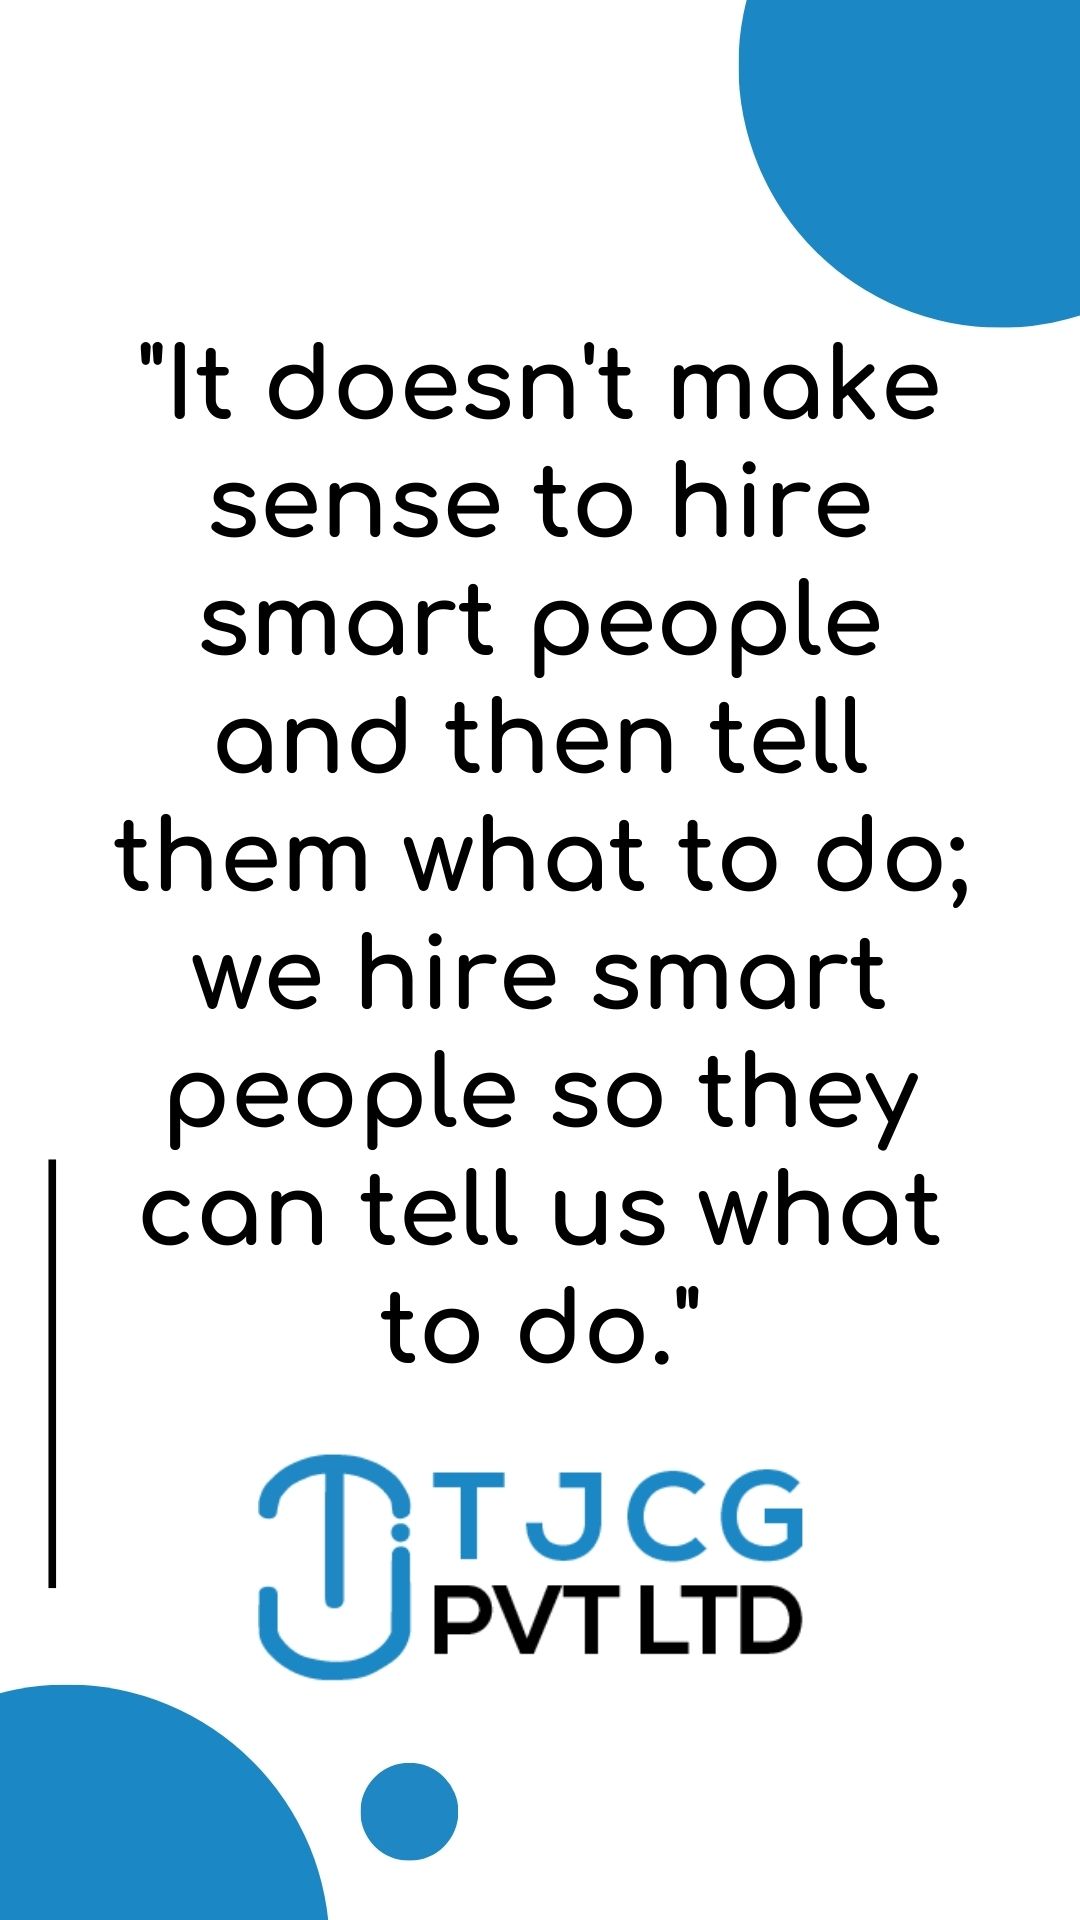 "It doesn't make
sense to hire
smart people
and then tell
them what to do;
we hire smart
people so they
can tell us what
to do."
TJCG
PVT LTD